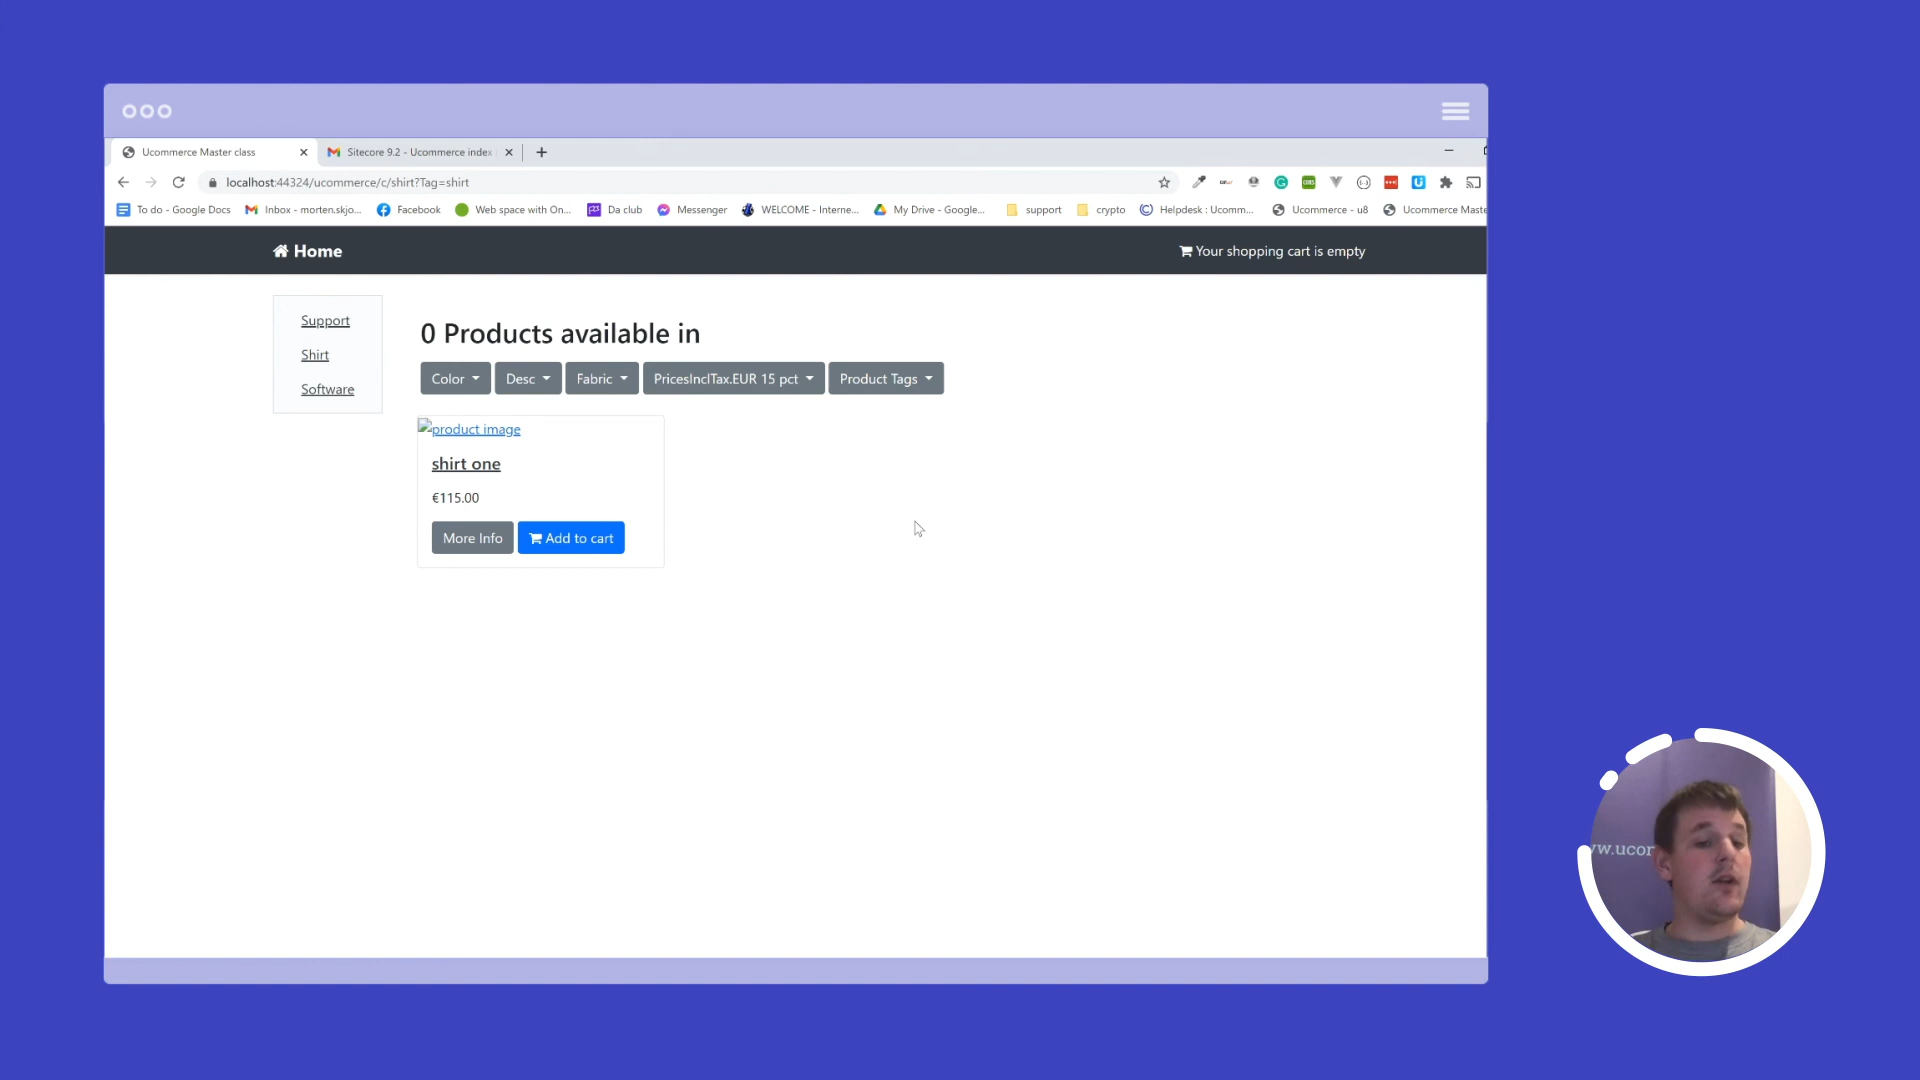 Ucommerce Master class
Sitecore 9.2 - Ucommerce index
localhost:44324/ucommerce/c/shirt?Tag=shirt
To do - Google Docs
Inbox - morten.skjo...
Facebook
Web space with On...
Da club
Messenger
WELCOME - Interne...
My Drive - Google...
support
crypto
Helpdesk : Ucomm...
Ucommerce - u8
Ucommerce Maste
Home
Your shopping cart is empty
Support
Shirt
Software
0 Products available in
Color
Desc
Fabric
PricesInclTax.EUR 15 pct
Product Tags
product image
shirt one
€115.00
More Info
Add to cart
ww.ucor